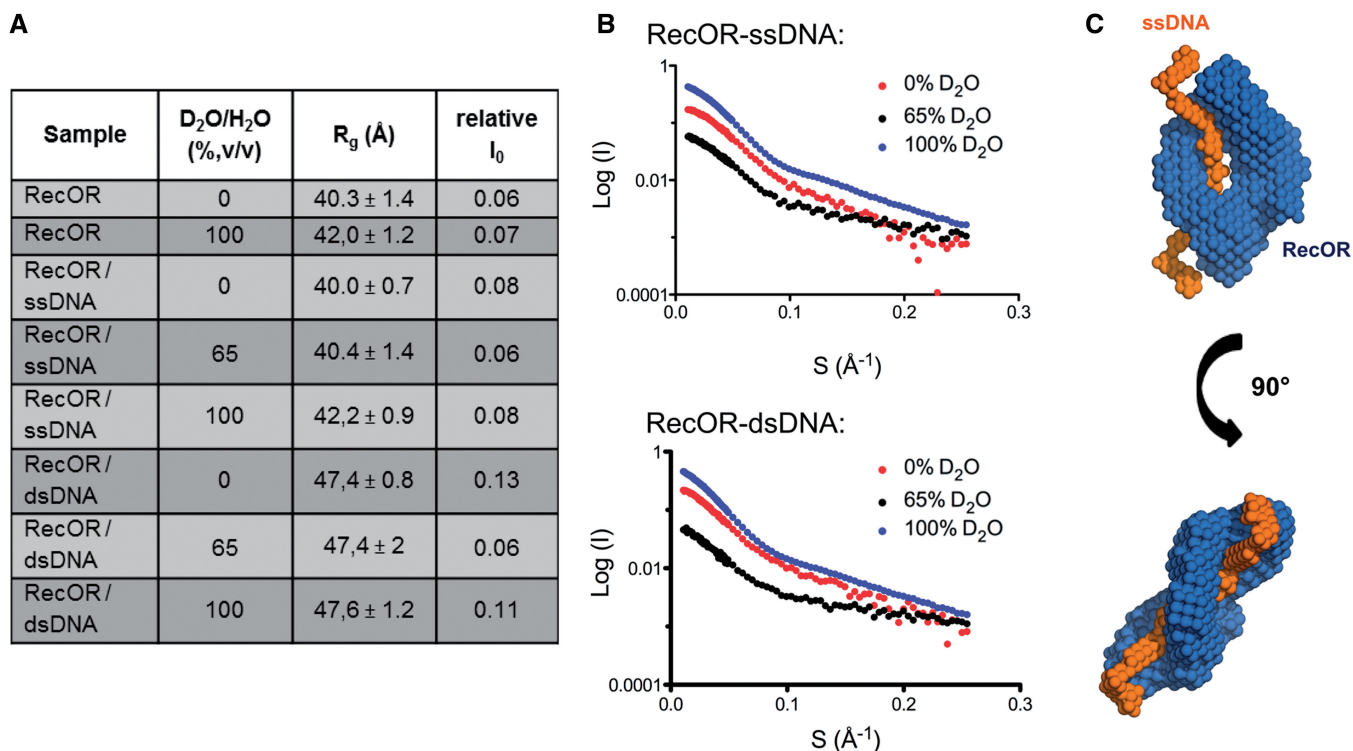 A
Sample D2O/H2O (%,v/v) Rg (Å) relative I0
RecOR 0 40.3 ± 1.4 0.06
RecOR 100 42,0 ± 1.2 0.07
RecOR / ssDNA 0 40.0 ± 0.7 0.08
RecOR / ssDNA 65 40.4 ± 1.4 0.06
RecOR / ssDNA 100 42,2 ± 0.9 0.08
RecOR / dsDNA 0 47,4 ± 0.8 0.13
RecOR / dsDNA 65 47,4 ± 2 0.06
RecOR / dsDNA 100 47,6 ± 1.2 0.11
B
RecOR-ssDNA:
0% D2O
65% D2O
100% D2O
Log (I)
1
0.01
0.0001
0.0 0.1 0.2 0.3
S (Å-1)
RecOR-dsDNA:
0% D2O
65% D2O
100% D2O
Log (I)
1
0.01
0.0001
0.0 0.1 0.2 0.3
S (Å-1)
C
ssDNA
RecOR
90°